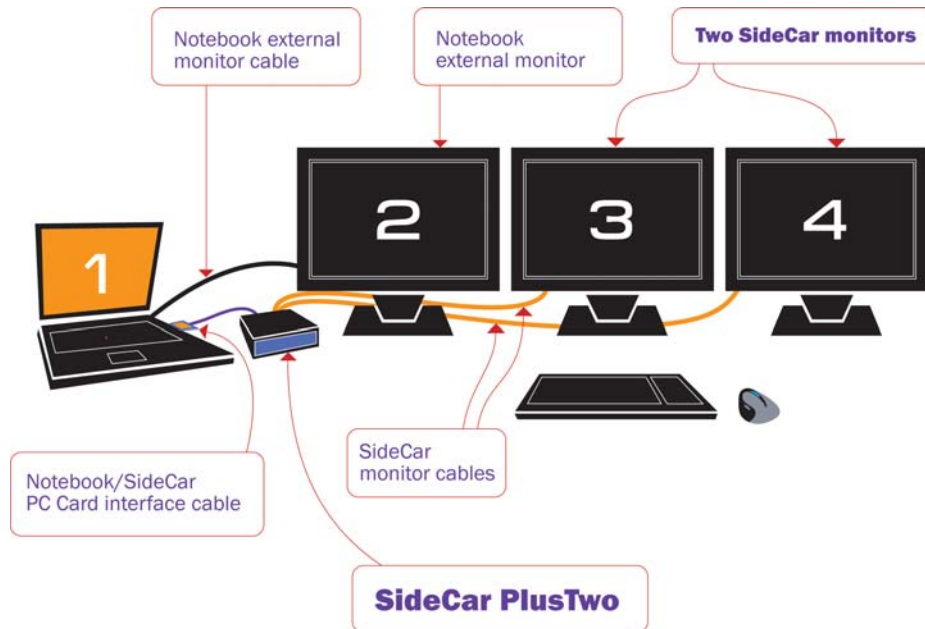 Notebook external
monitor cable
Notebook
external monitor
Two SideCar monitors
1
2
3
4
Notebook/SideCar
PC Card interface cable
SideCar
monitor cables
SideCar PlusTwo